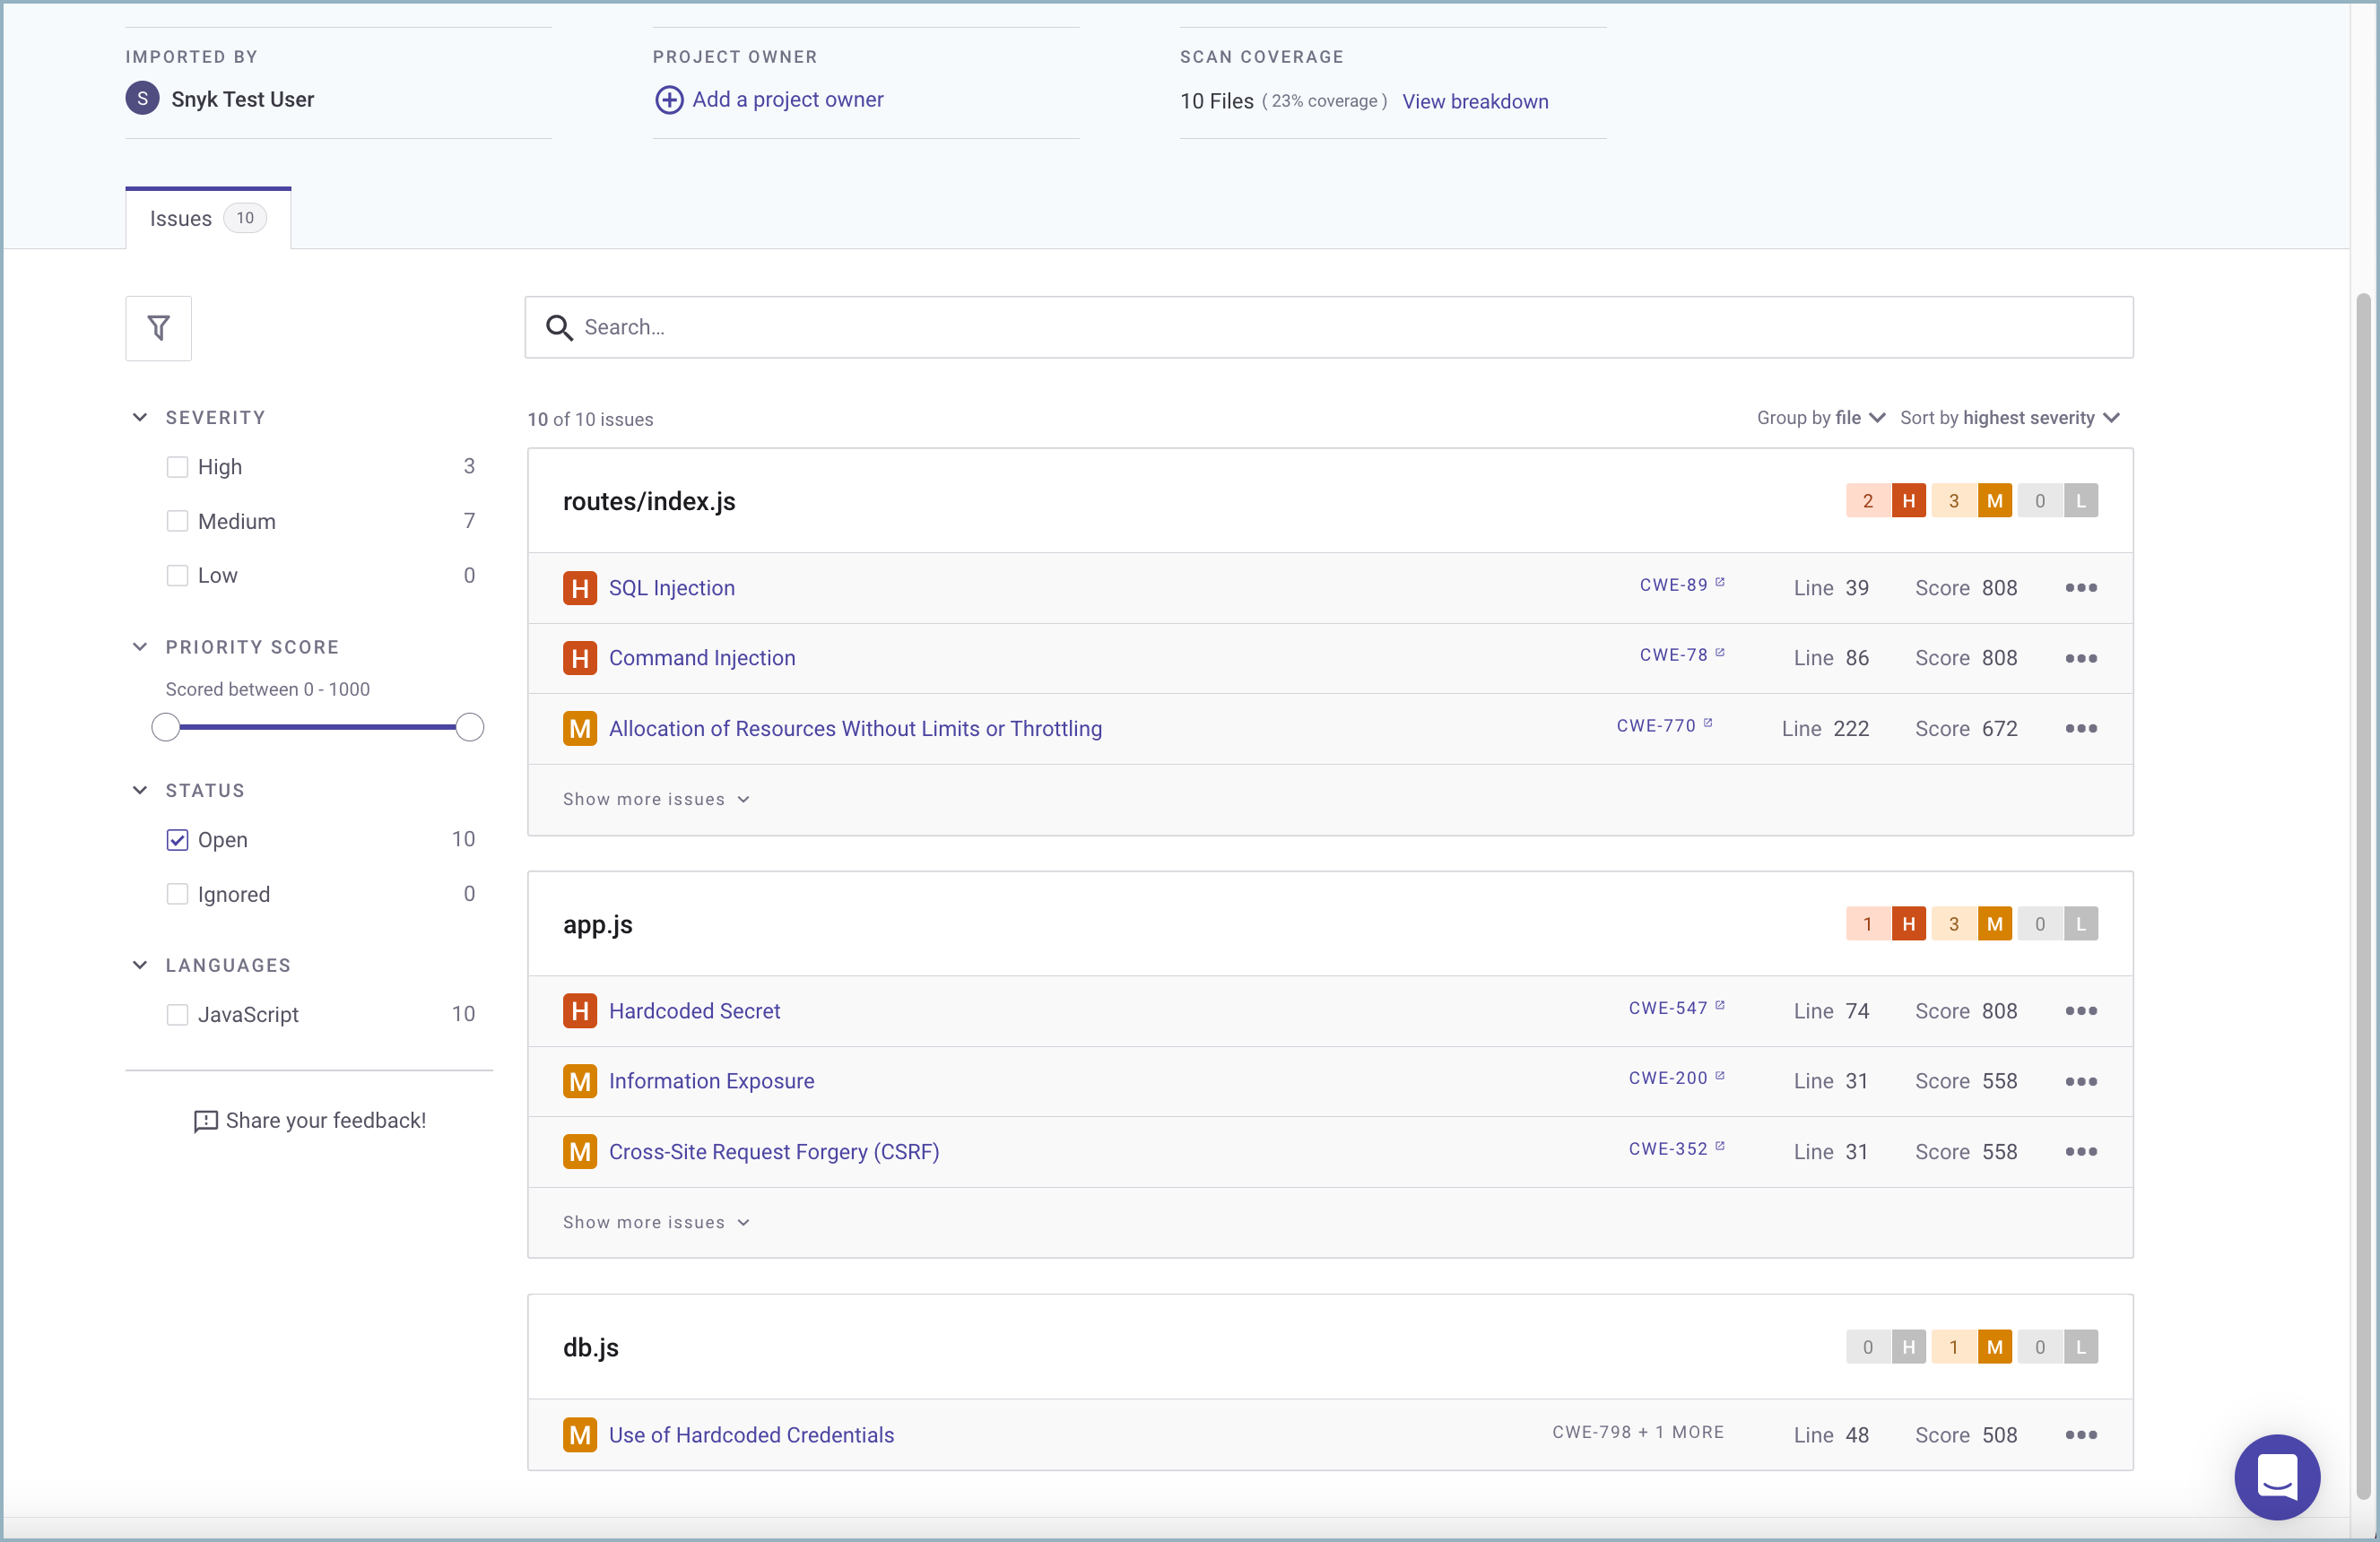 IMPORTED BY
S Snyk Test User
PROJECT OWNER
Add a project owner
SCAN COVERAGE
10 Files ( 23% coverage ) View breakdown
Issues 10
Search...
SEVERITY
High 3
Medium 7
Low 0
PRIORITY SCORE
Scored between 0 - 1000
STATUS
Open 10
Ignored 0
LANGUAGES
JavaScript 10
Share your feedback!
10 of 10 issues
Group by file Sort by highest severity
routes/index.js 2 H 3 M 0 L
H SQL Injection CWE-89 Line 39 Score 808
H Command Injection CWE-78 Line 86 Score 808
M Allocation of Resources Without Limits or Throttling CWE-770 Line 222 Score 672
Show more issues
app.js 1 H 3 M 0 L
H Hardcoded Secret CWE-547 Line 74 Score 808
M Information Exposure CWE-200 Line 31 Score 558
M Cross-Site Request Forgery (CSRF) CWE-352 Line 31 Score 558
Show more issues
db.js 0 H 1 M 0 L
M Use of Hardcoded Credentials CWE-798 + 1 MORE Line 48 Score 508